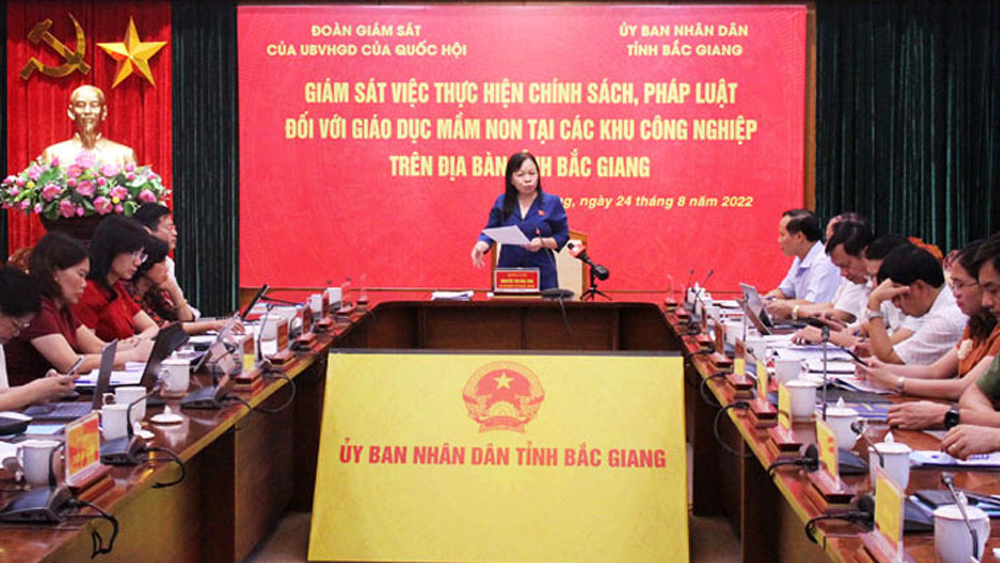 ĐOÀN GIÁM SÁT
CỦA UBVHGD CỦA QUỐC HỘI
ỦY BAN NHÂN DÂN
TỈNH BẮC GIANG
GIÁM SÁT VIỆC THỰC HIỆN CHÍNH SÁCH, PHÁP LUẬT
ĐỐI VỚI GIÁO DỤC MẦM NON TẠI CÁC KHU CÔNG NGHIỆP
TRÊN ĐỊA BÀN BẮC GIANG
ngày 24 tháng 8 năm 2022
ỦY BAN NHÂN DÂN TỈNH BẮC GIANG